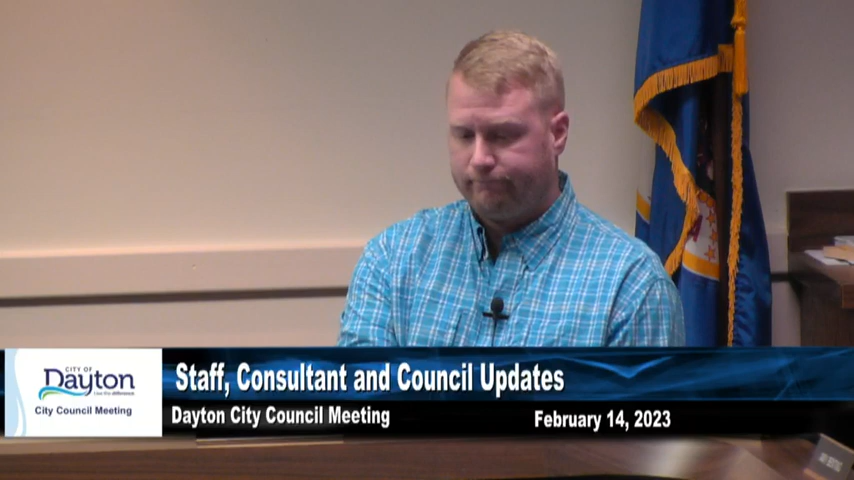 CITY OF
Dayton
City Council Meeting
Staff, Consultant and Council Updates
Dayton City Council Meeting
February 14, 2023